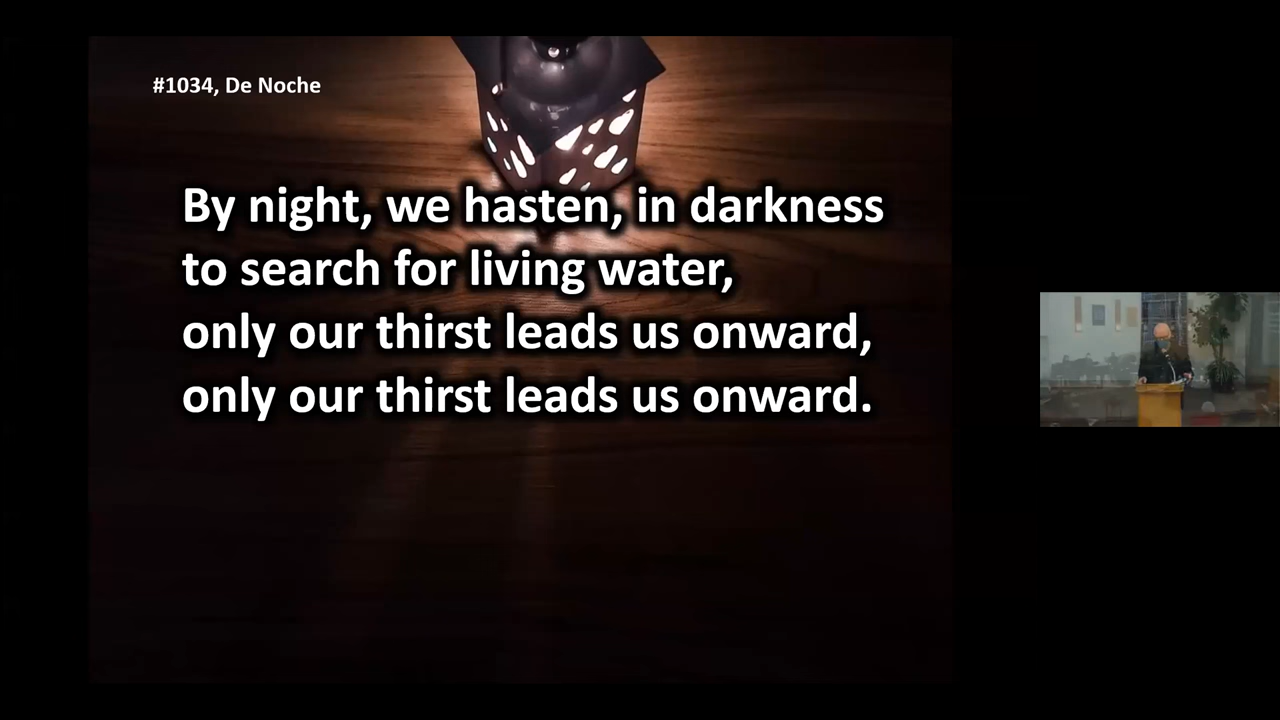 #1034, De Noche
By night, we hasten, in darkness
to search for living water,
only our thirst leads us onward,
only our thirst leads us onward.